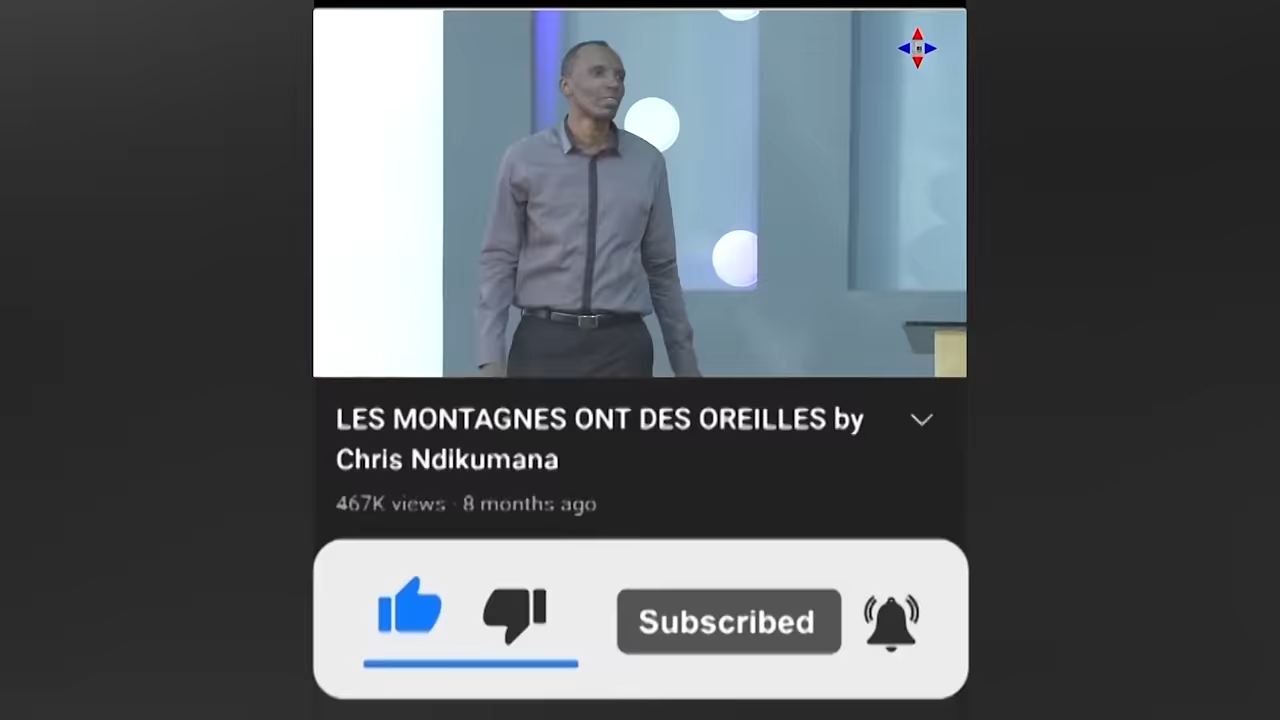 LES MONTAGNES ONT DES OREILLES by
Chris Ndikumana
467K views · 8 months ago
Subscribed